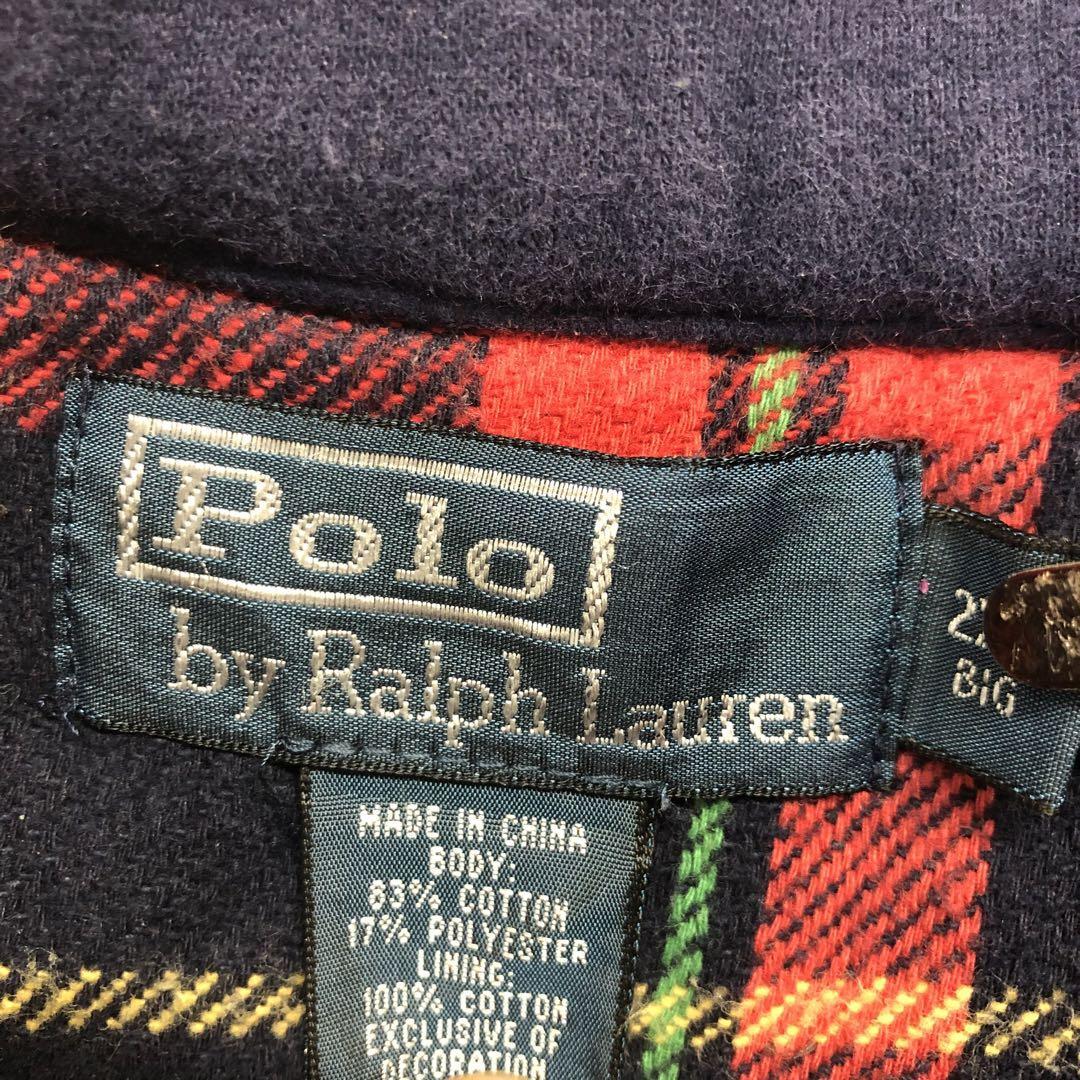 Polo
by Ralph Lauren
BIG
MADE IN CHINA
BODY:
83% COTTON
17% POLYESTER
LINING:
100% COTTON
EXCLUSIVE OF
DECORATION